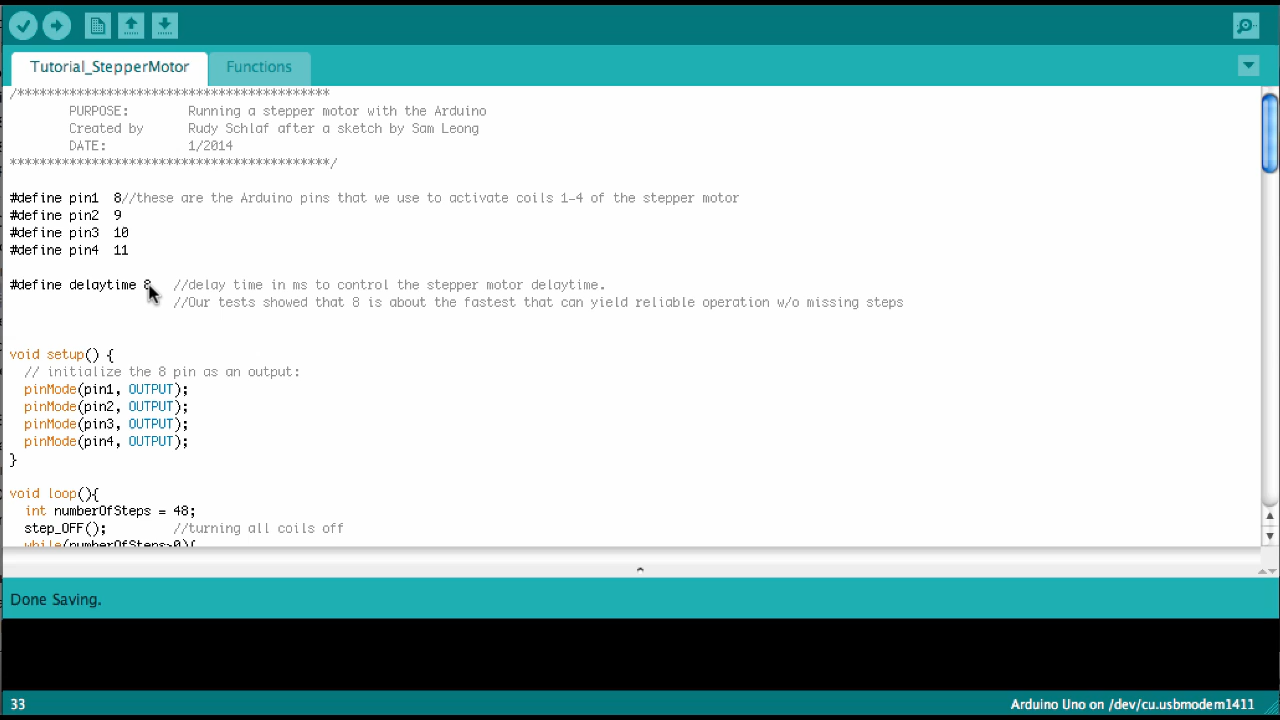 Tutorial_StepperMotor Functions
/******************************************
PURPOSE: Running a stepper motor with the Arduino
Created by Rudy Schlaf after a sketch by Sam Leong
DATE: 1/2014
*******************************************/
#define pin1 8//these are the Arduino pins that we use to activate coils 1-4 of the stepper motor
#define pin2 9
#define pin3 10
#define pin4 11
#define delaytime 8 //delay time in ms to control the stepper motor delaytime.
//Our tests showed that 8 is about the fastest that can yield reliable operation w/o missing steps
void setup() {
// initialize the 8 pin as an output:
pinMode(pin1, OUTPUT);
pinMode(pin2, OUTPUT);
pinMode(pin3, OUTPUT);
pinMode(pin4, OUTPUT);
}
void loop(){
int numberOfSteps = 48;
step_OFF(); //turning all coils off
while(numberOfSteps>0){
Done Saving.
33 Arduino Uno on /dev/cu.usbmodem1411